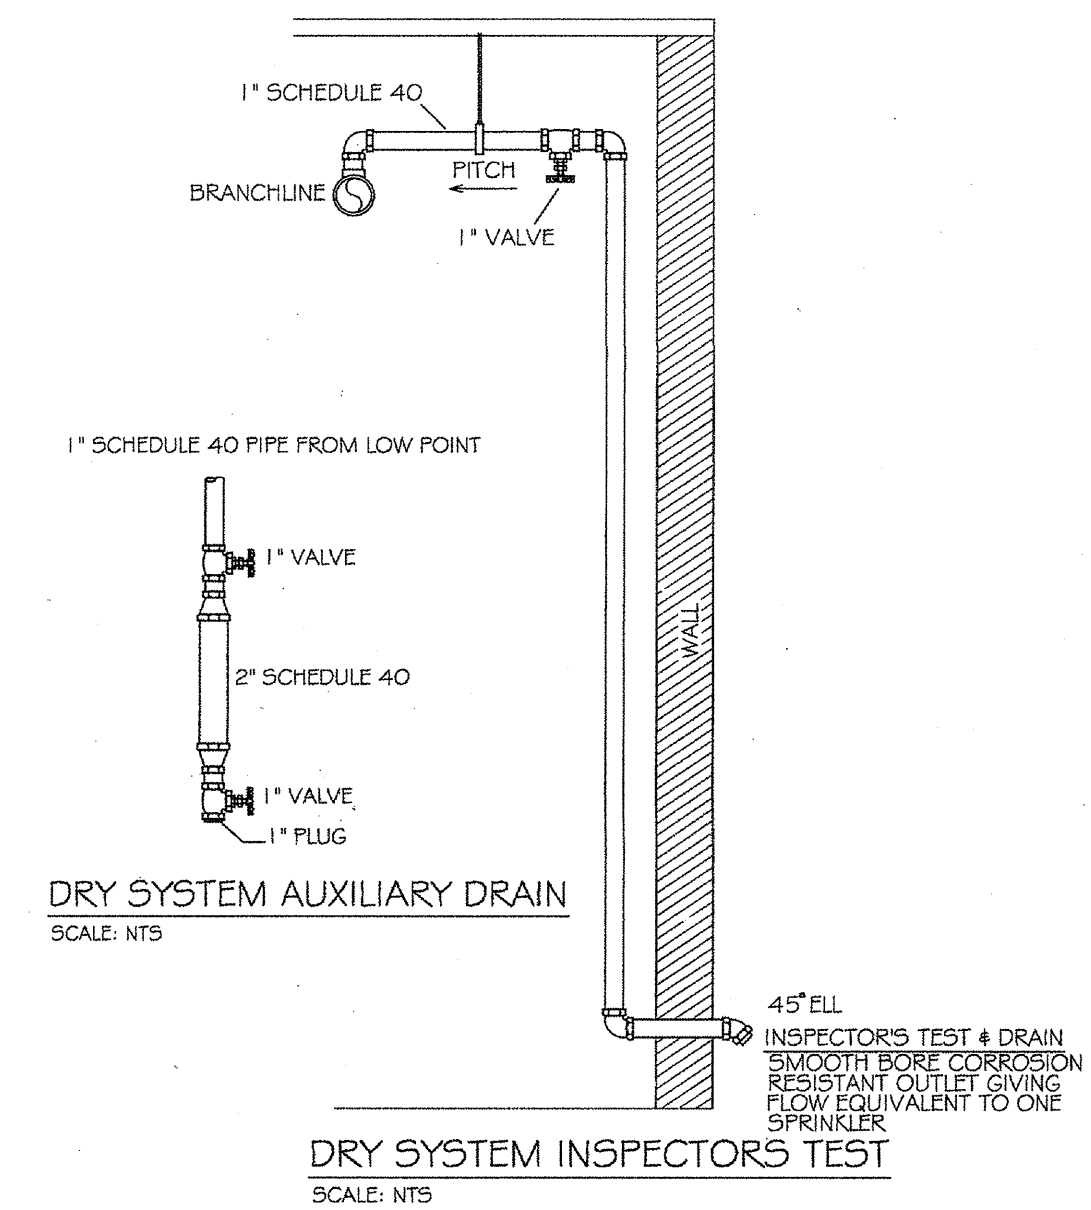 1" SCHEDULE 40
PITCH
BRANCHLINE
1" VALVE
1" SCHEDULE 40 PIPE FROM LOW POINT
1" VALVE
WALL
2" SCHEDULE 40
1" VALVE
1" PLUG
DRY SYSTEM AUXILIARY DRAIN
SCALE: NTS
45° ELL
INSPECTOR'S TEST & DRAIN
SMOOTH BORE CORROSION
RESISTANT OUTLET GIVING
FLOW EQUIVALENT TO ONE
SPRINKLER
DRY SYSTEM INSPECTORS TEST
SCALE: NTS